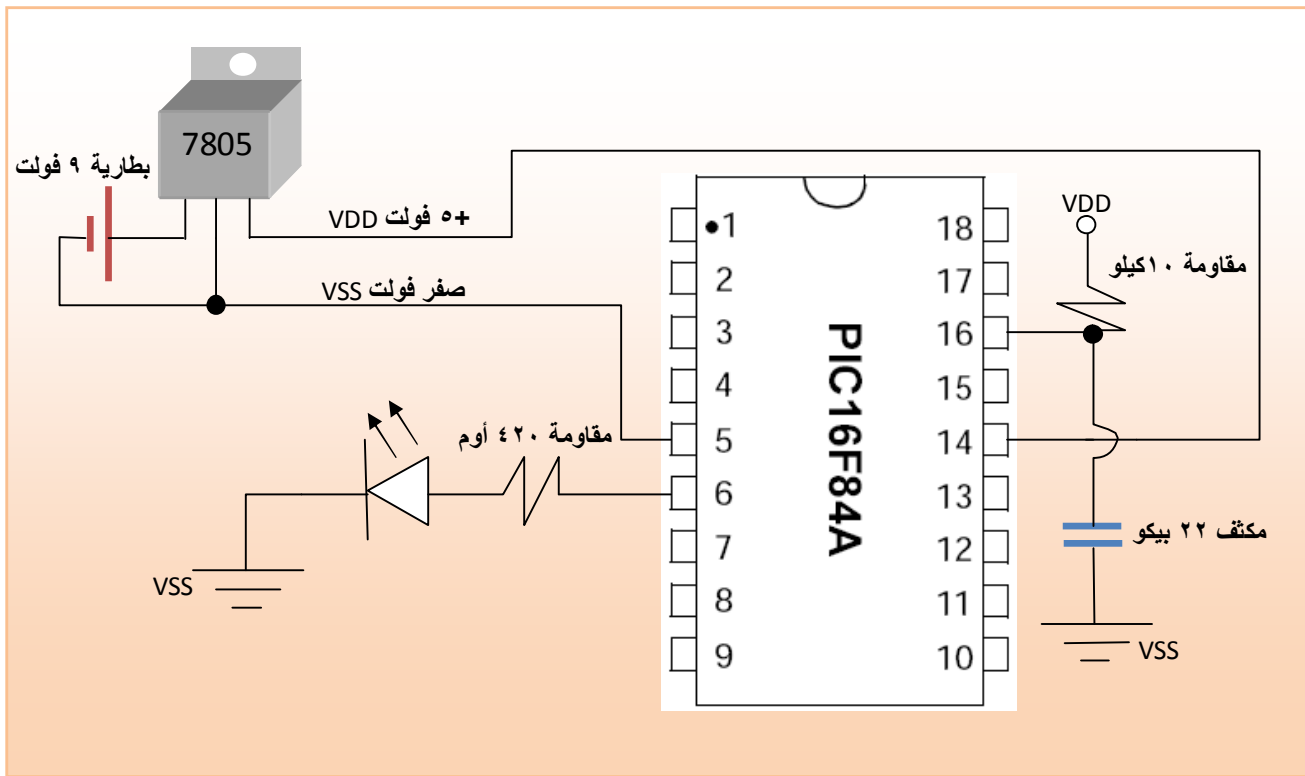 7805
بطارية ٩ فولت
+٥ فولت VDD
صفر فولت VSS
VDD
مقاومة ١٠كيلو
•1
2
3
4
5
6
7
8
9
18
17
16
15
14
13
12
11
10
PIC16F84A
مقاومة ٤٢٠ أوم
VSS
مكثف ٢٢ بيكو
VSS